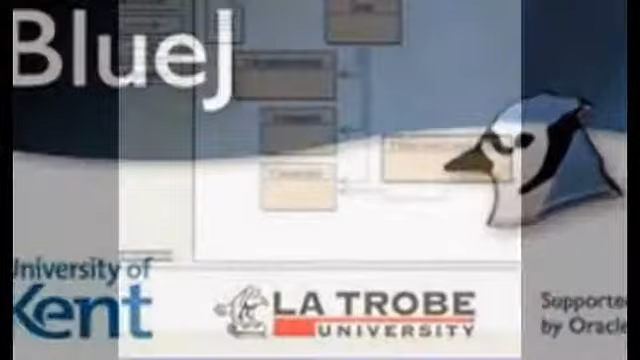 BlueJ
University of
Kent
LA TROBE
UNIVERSITY
Supported
by Oracle